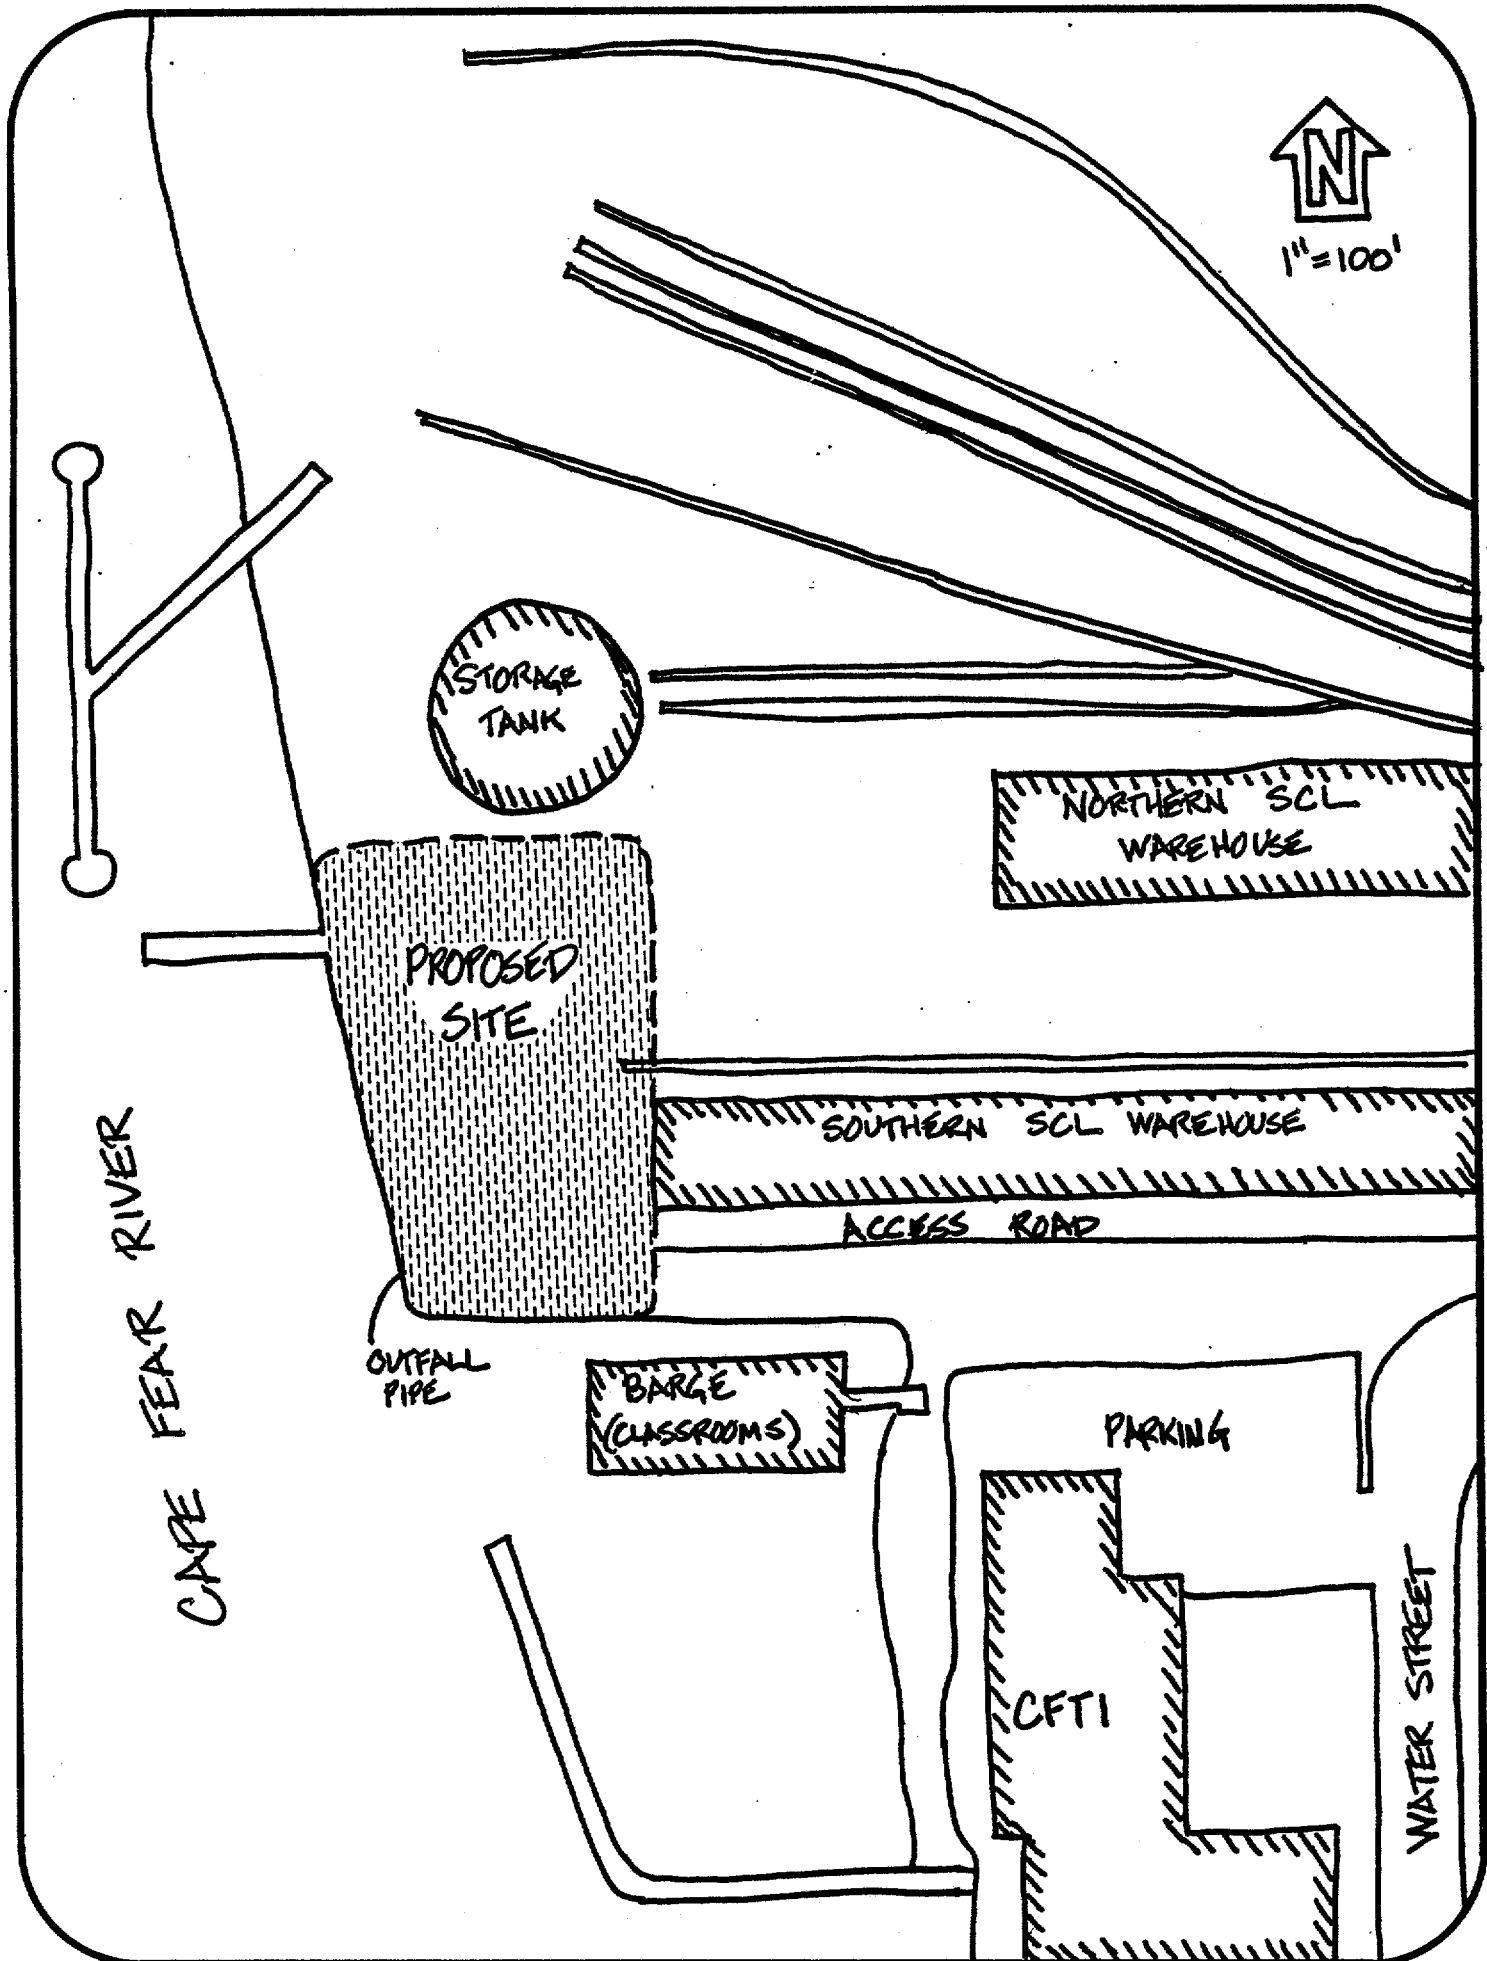 N
1"=100'
STORAGE
TANK
NORTHERN SCL
WAREHOUSE
PROPOSED
SITE
SOUTHERN SCL WAREHOUSE
ACCESS ROAD
CAPE FEAR RIVER
OUTFALL
PIPE
BARGE
(CLASSROOMS)
PARKING
CFTI
WATER STREET